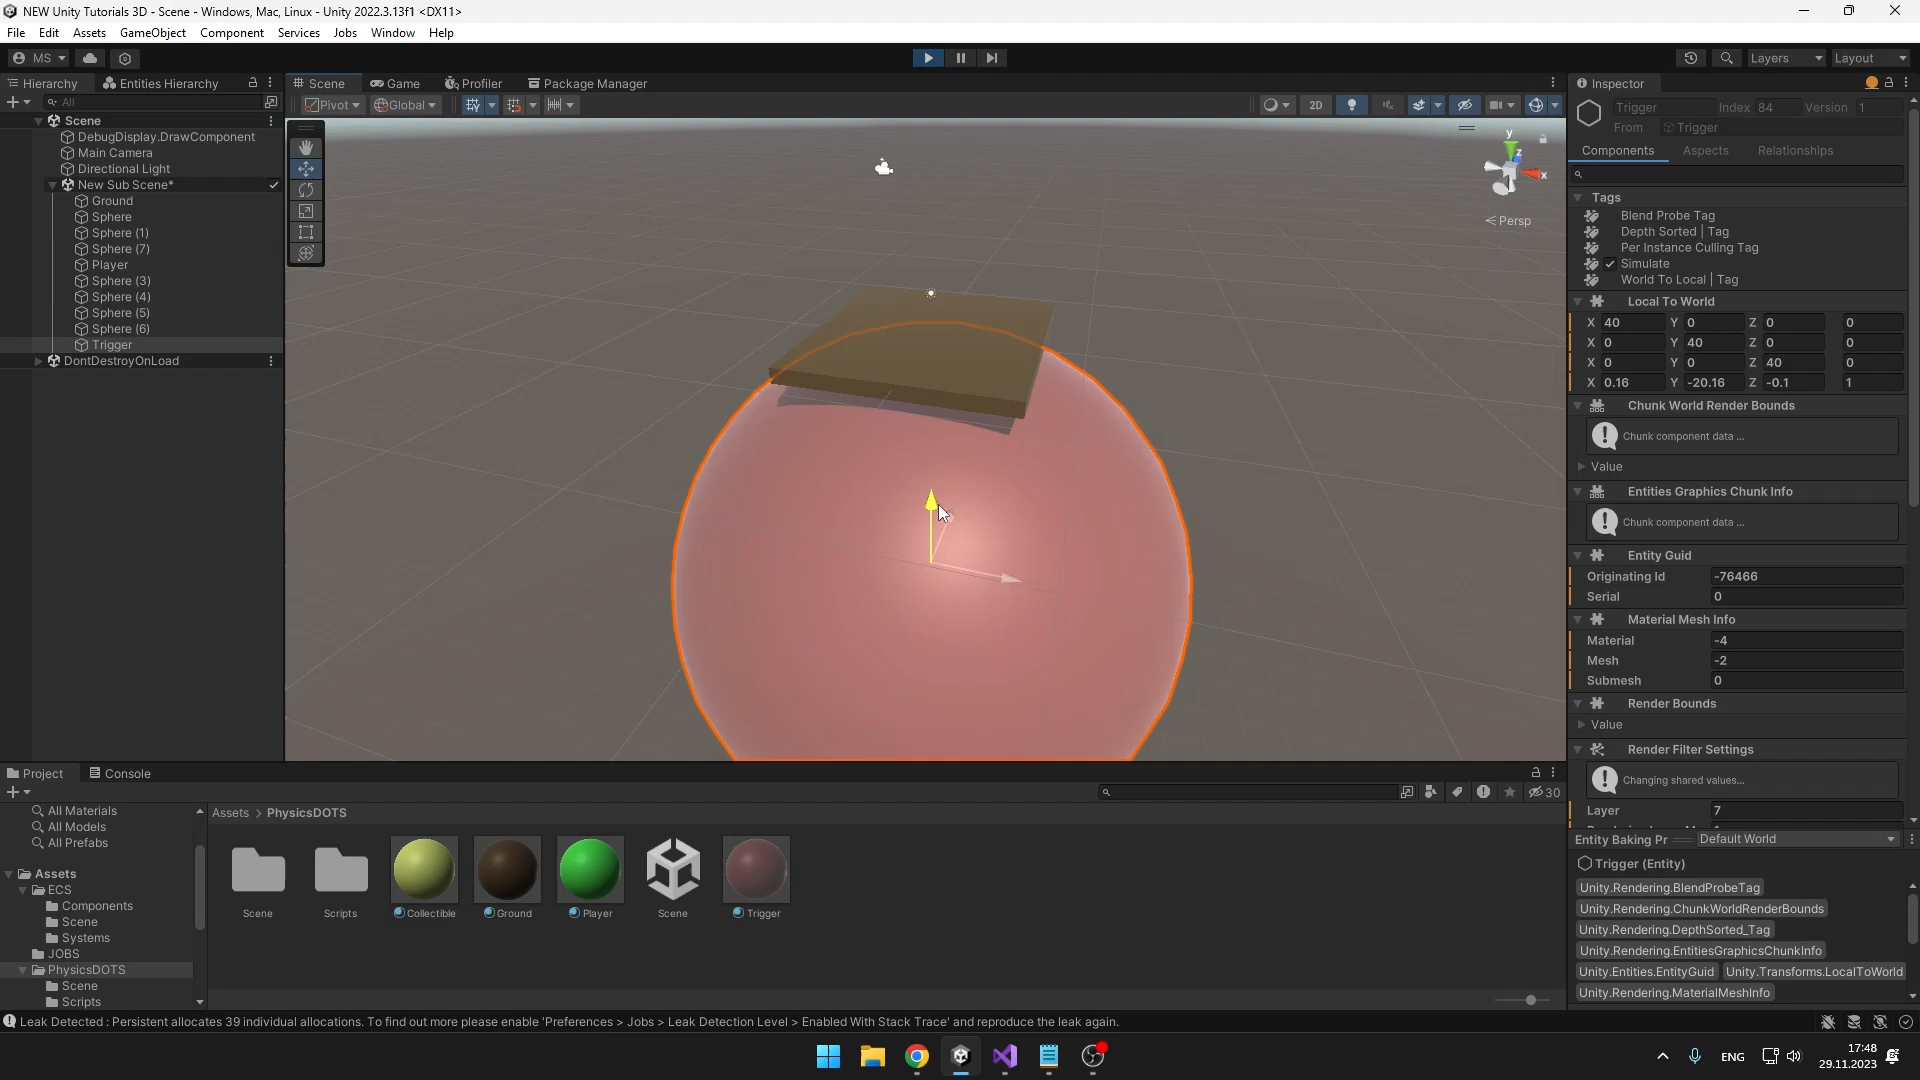 NEW Unity Tutorials 3D - Scene - Windows, Mac, Linux - Unity 2022.3.13f1 <DX11>
File Edit Assets GameObject Component Services Jobs Window Help
MS Layers Layout
Hierarchy Entities Hierarchy Scene Game Profiler Package Manager Inspector
All Pivot Global 2D
Trigger Index 84 Version 1
From Trigger
Components Aspects Relationships
Scene
DebugDisplay.DrawComponent
Main Camera
Directional Light
New Sub Scene*
Ground
Sphere
Sphere (1)
Sphere (7)
Player
Sphere (3)
Sphere (4)
Sphere (5)
Sphere (6)
Trigger
DontDestroyOnLoad
y
z
x
< Persp
Tags
Blend Probe Tag
Depth Sorted | Tag
Per Instance Culling Tag
Simulate
World To Local | Tag
Local To World
X 40 Y 0 Z 0 0
X 0 Y 40 Z 0 0
X 0 Y 0 Z 40 0
X 0.16 Y -20.16 Z -0.1 1
Chunk World Render Bounds
Chunk component data ...
Value
Entities Graphics Chunk Info
Chunk component data ...
Entity Guid
Originating Id -76466
Serial 0
Material Mesh Info
Material -4
Mesh -2
Submesh 0
Render Bounds
Value
Render Filter Settings
Changing shared values...
Layer 7
Entity Baking Pr Default World
Trigger (Entity)
Unity.Rendering.BlendProbeTag
Unity.Rendering.ChunkWorldRenderBounds
Unity.Rendering.DepthSorted_Tag
Unity.Rendering.EntitiesGraphicsChunkInfo
Unity.Entities.EntityGuid Unity.Transforms.LocalToWorld
Unity.Rendering.MaterialMeshInfo
Project Console
30
All Materials
All Models
All Prefabs
Assets
ECS
Components
Scene
Systems
JOBS
PhysicsDOTS
Scene
Scripts
Assets > PhysicsDOTS
Scene Scripts Collectible Ground Player Scene Trigger
Leak Detected : Persistent allocates 39 individual allocations. To find out more please enable 'Preferences > Jobs > Leak Detection Level > Enabled With Stack Trace' and reproduce the leak again.
ENG 17:48
29.11.2023